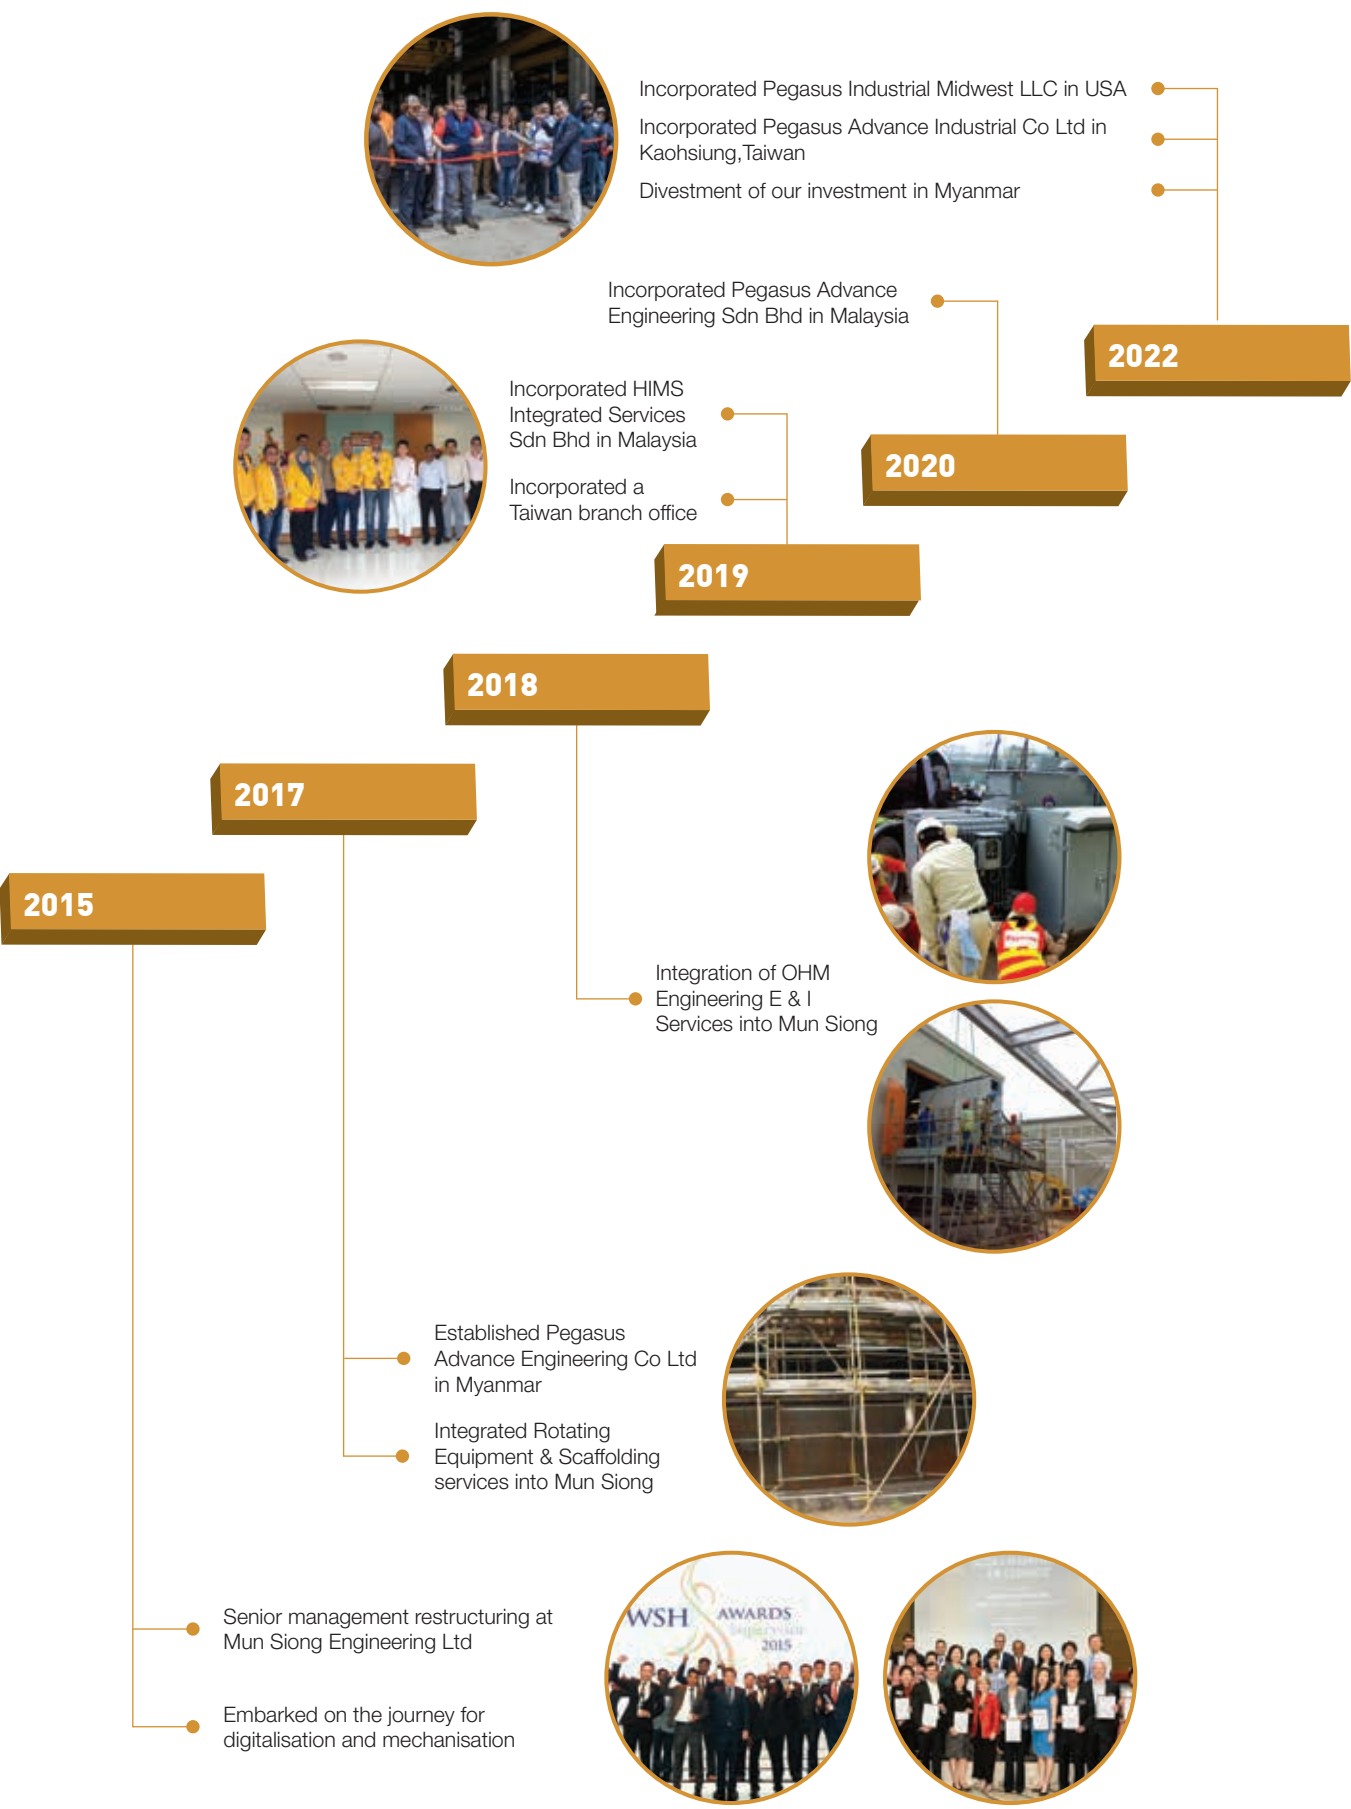 Incorporated Pegasus Industrial Midwest LLC in USA
Incorporated Pegasus Advance Industrial Co Ltd in
Kaohsiung,Taiwan
Divestment of our investment in Myanmar
2022
Incorporated Pegasus Advance
Engineering Sdn Bhd in Malaysia
2020
Incorporated HIMS
Integrated Services
Sdn Bhd in Malaysia
Incorporated a
Taiwan branch office
2019
2018
Integration of OHM
Engineering E & I
Services into Mun Siong
2017
Established Pegasus
Advance Engineering Co Ltd
in Myanmar
Integrated Rotating
Equipment & Scaffolding
services into Mun Siong
2015
Senior management restructuring at
Mun Siong Engineering Ltd
Embarked on the journey for
digitalisation and mechanisation
WSH AWARDS
Supervisor
2015